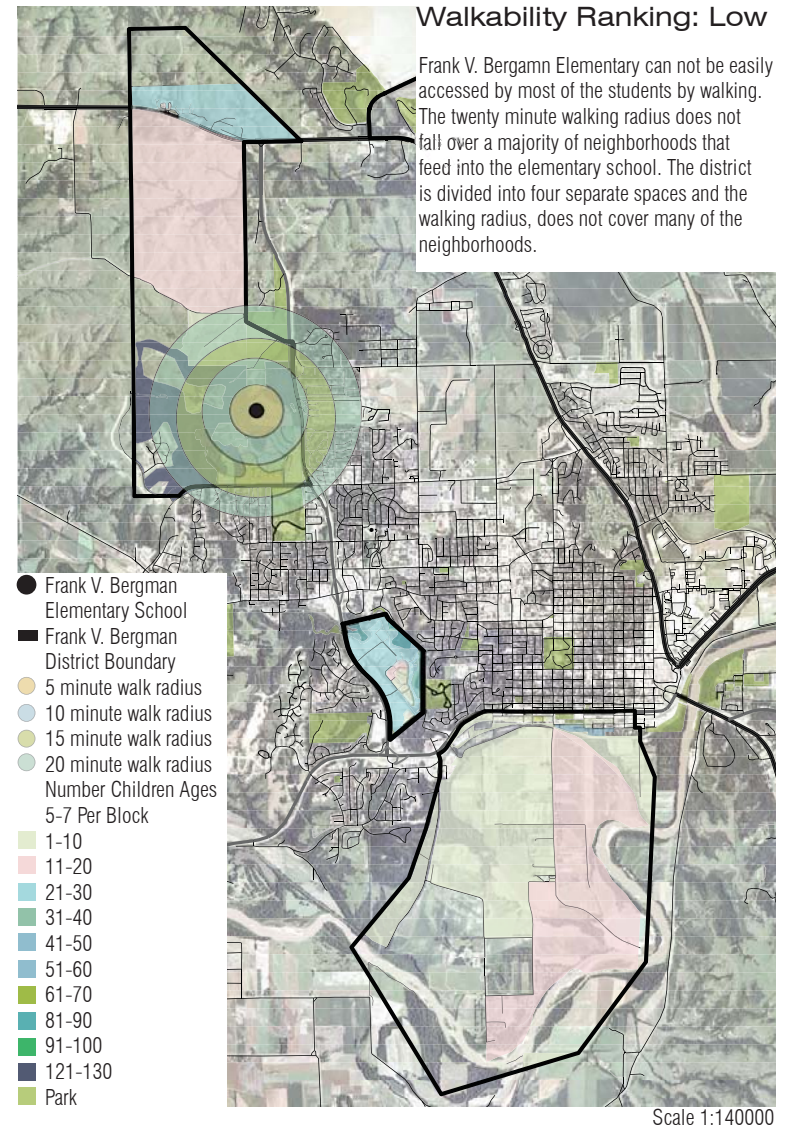 Walkability Ranking: Low
Frank V. Bergamn Elementary can not be easily
accessed by most of the students by walking.
The twenty minute walking radius does not
fall over a majority of neighborhoods that
feed into the elementary school. The district
is divided into four separate spaces and the
walking radius, does not cover many of the
neighborhoods.
Frank V. Bergman
Elementary School
Frank V. Bergman
District Boundary
5 minute walk radius
10 minute walk radius
15 minute walk radius
20 minute walk radius
Number Children Ages
5-7 Per Block
1-10
11-20
21-30
31-40
41-50
51-60
61-70
81-90
91-100
121-130
Park
Scale 1:140000